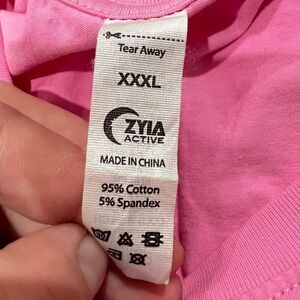 Tear Away
XXXL
ZYIA
ACTIVE
MADE IN CHINA
95% Cotton
5% Spandex